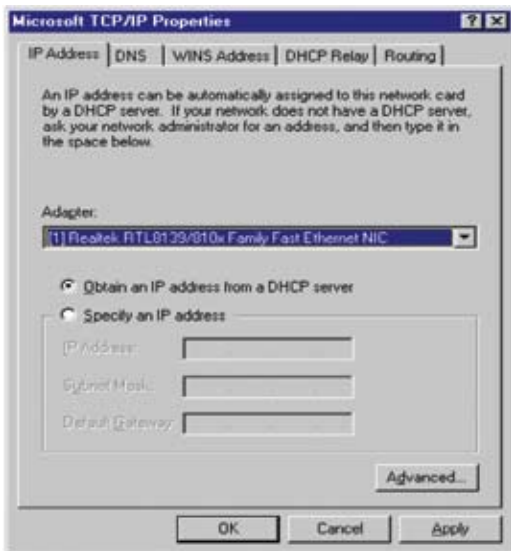 Microsoft TCP/IP Properties
IP Address DNS WINS Address DHCP Relay Routing
An IP address can be automatically assigned to this network card
by a DHCP server. If your network does not have a DHCP server,
ask your network administrator for an address, and then type it in
the space below.
Adapter:
[1] Realtek RTL8139/810x Family Fast Ethernet NIC
Obtain an IP address from a DHCP server
Specify an IP address
IP Address:
Subnet Mask:
Default Gateway:
Advanced...
OK Cancel Apply